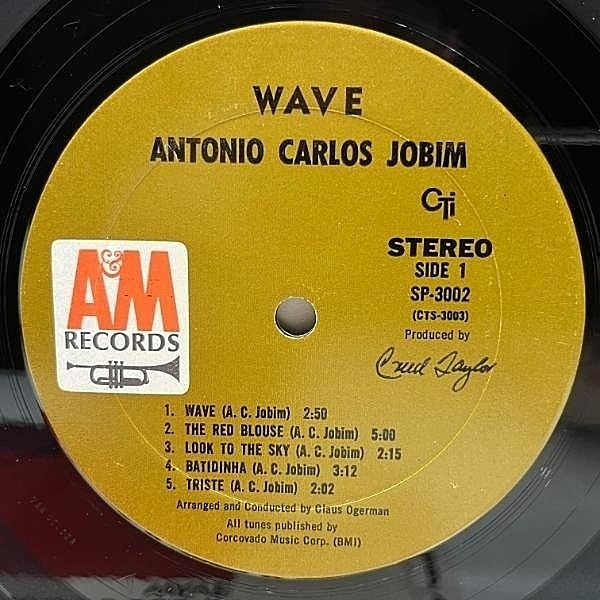 WAVE
ANTONIO CARLOS JOBIM
CTi
STEREO
SIDE 1
SP-3002
(CTS-3003)
Produced by
Creed Taylor
A&M
RECORDS
1. WAVE (A. C. Jobim) 2:50
2. THE RED BLOUSE (A. C. Jobim) 5:00
3. LOOK TO THE SKY (A. C. Jobim) 2:15
4. BATIDINHA (A. C. Jobim) 3:12
5. TRISTE (A. C. Jobim) 2:02
Arranged and Conducted by Claus Ogerman
All tunes published by
Corcovado Music Corp. (BMI)